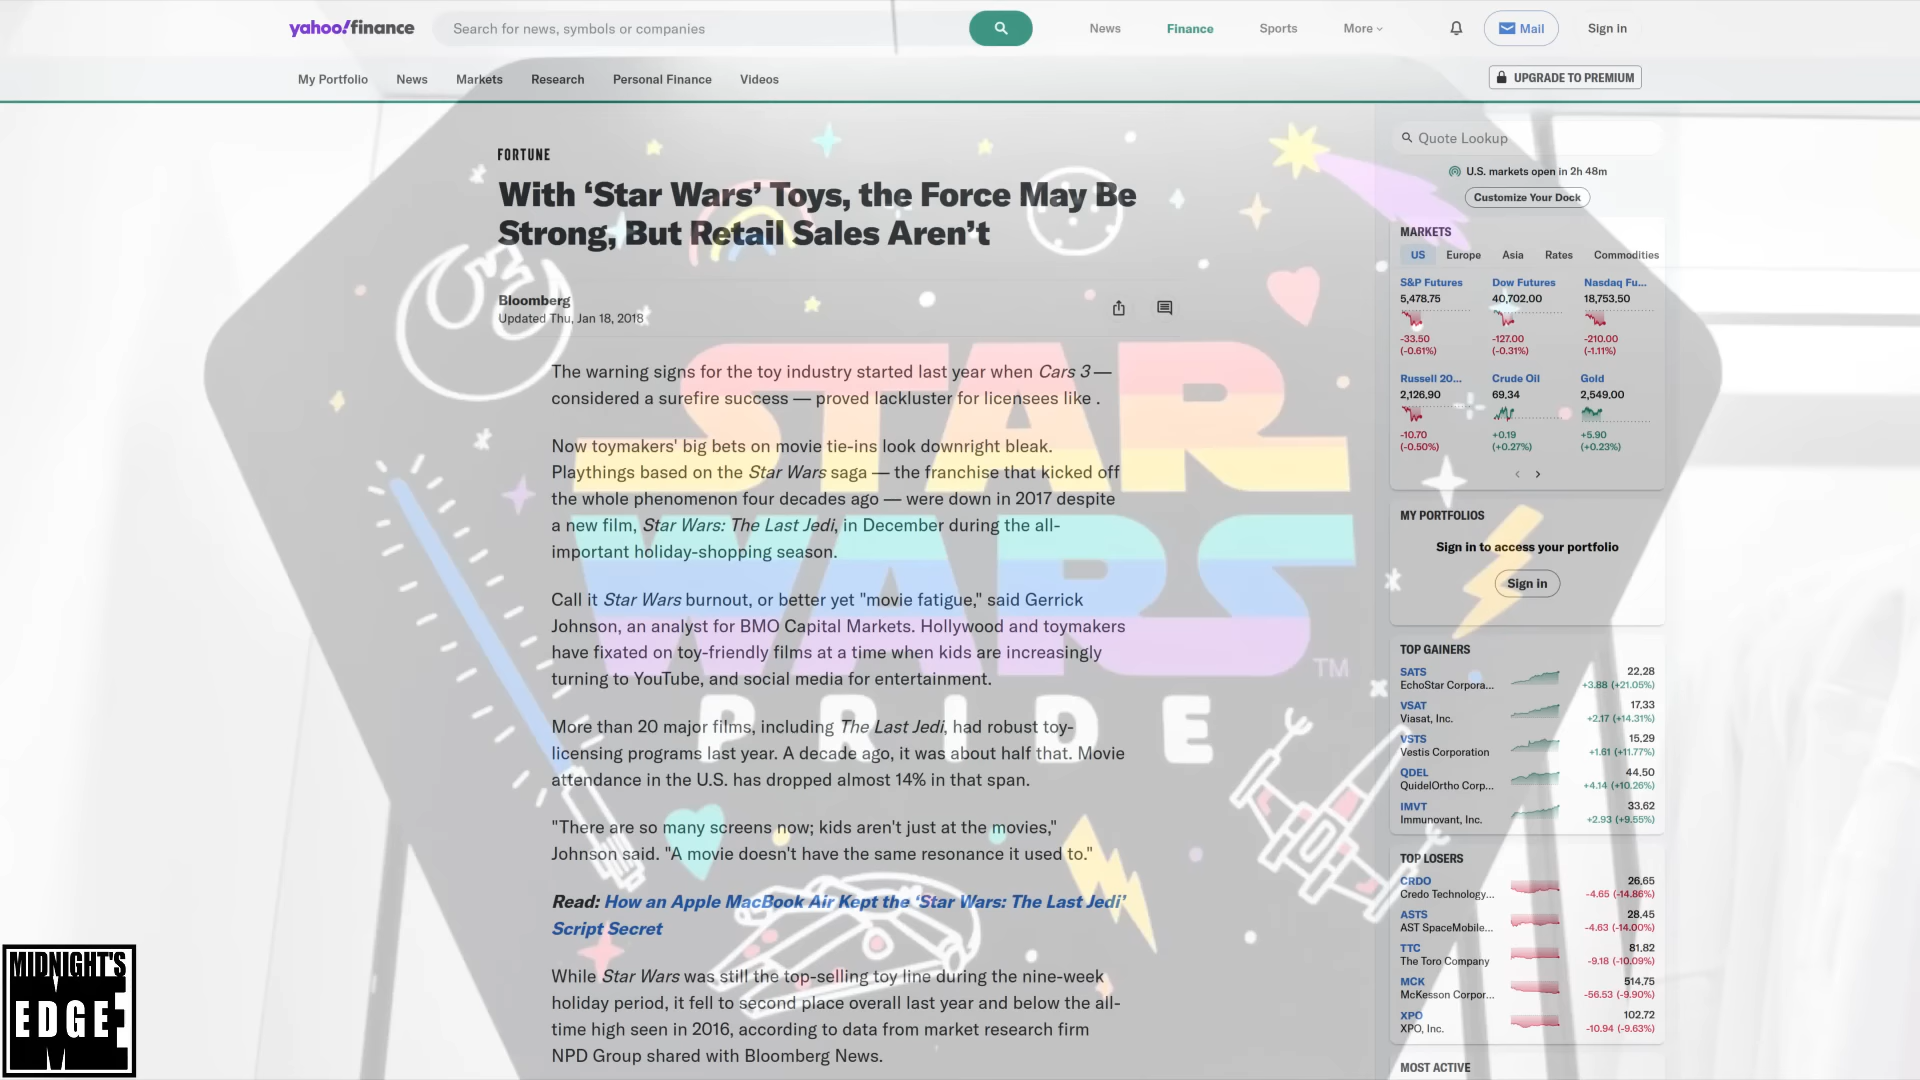 yahoo!finance
Search for news, symbols or companies
News
Finance
Sports
More
Mail
Sign in
My Portfolio
News
Markets
Research
Personal Finance
Videos
UPGRADE TO PREMIUM
FORTUNE
With ‘Star Wars’ Toys, the Force May Be
Strong, But Retail Sales Aren’t
Bloomberg
Updated Thu, Jan 18, 2018
The warning signs for the toy industry started last year when Cars 3 —
considered a surefire success — proved lackluster for licensees like .
Now toymakers' big bets on movie tie-ins look downright bleak.
Playthings based on the Star Wars saga — the franchise that kicked off
the whole phenomenon four decades ago — were down in 2017 despite
a new film, Star Wars: The Last Jedi, in December during the all-
important holiday-shopping season.
Call it Star Wars burnout, or better yet "movie fatigue," said Gerrick
Johnson, an analyst for BMO Capital Markets. Hollywood and toymakers
have fixated on toy-friendly films at a time when kids are increasingly
turning to YouTube, and social media for entertainment.
More than 20 major films, including The Last Jedi, had robust toy-
licensing programs last year. A decade ago, it was about half that. Movie
attendance in the U.S. has dropped almost 14% in that span.
"There are so many screens now; kids aren't just at the movies,"
Johnson said. "A movie doesn't have the same resonance it used to."
Read: How an Apple MacBook Air Kept the ‘Star Wars: The Last Jedi’
Script Secret
While Star Wars was still the top-selling toy line during the nine-week
holiday period, it fell to second place overall last year and below the all-
time high seen in 2016, according to data from market research firm
NPD Group shared with Bloomberg News.
STAR
WARS
TM
PRIDE
Quote Lookup
U.S. markets open in 2h 48m
Customize Your Dock
MARKETS
US Europe Asia Rates Commodities
S&P Futures Dow Futures Nasdaq Fu...
5,478.75 40,702.00 18,753.50
-33.50 -127.00 -210.00
(-0.61%) (-0.31%) (-1.11%)
Russell 20... Crude Oil Gold
2,126.90 69.34 2,549.00
-10.70 +0.19 +5.90
(-0.50%) (+0.27%) (+0.23%)
MY PORTFOLIOS
Sign in to access your portfolio
Sign in
TOP GAINERS
SATS 22,28
EchoStar Corpora... +3.88 (+21.05%)
VSAT 17,33
Viasat, Inc. +2.17 (+14.31%)
VSTS 15.29
Vestis Corporation +1.61 (+11.77%)
QDEL 44,50
QuidelOrtho Corp... +4.14 (+10.26%)
IMVT 33.62
Immunovant, Inc. +2.93 (+9.55%)
TOP LOSERS
CRDO 26,65
Credo Technology... -4.65 (-14.86%)
ASTS 28.45
AST SpaceMobile... -4.63 (-14.00%)
TTC 81,82
The Toro Company -9.18 (-10.09%)
MCK 514,75
McKesson Corpor... -56.53 (-9.90%)
XPO 102,72
XPO, Inc. -10.94 (-9.63%)
MOST ACTIVE
MIDNIGHT'S
EDGE